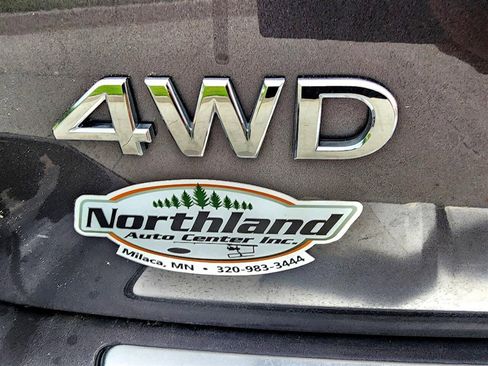 4WD
Northland
Auto Center Inc.
Milaca, MN • 320-983-3444